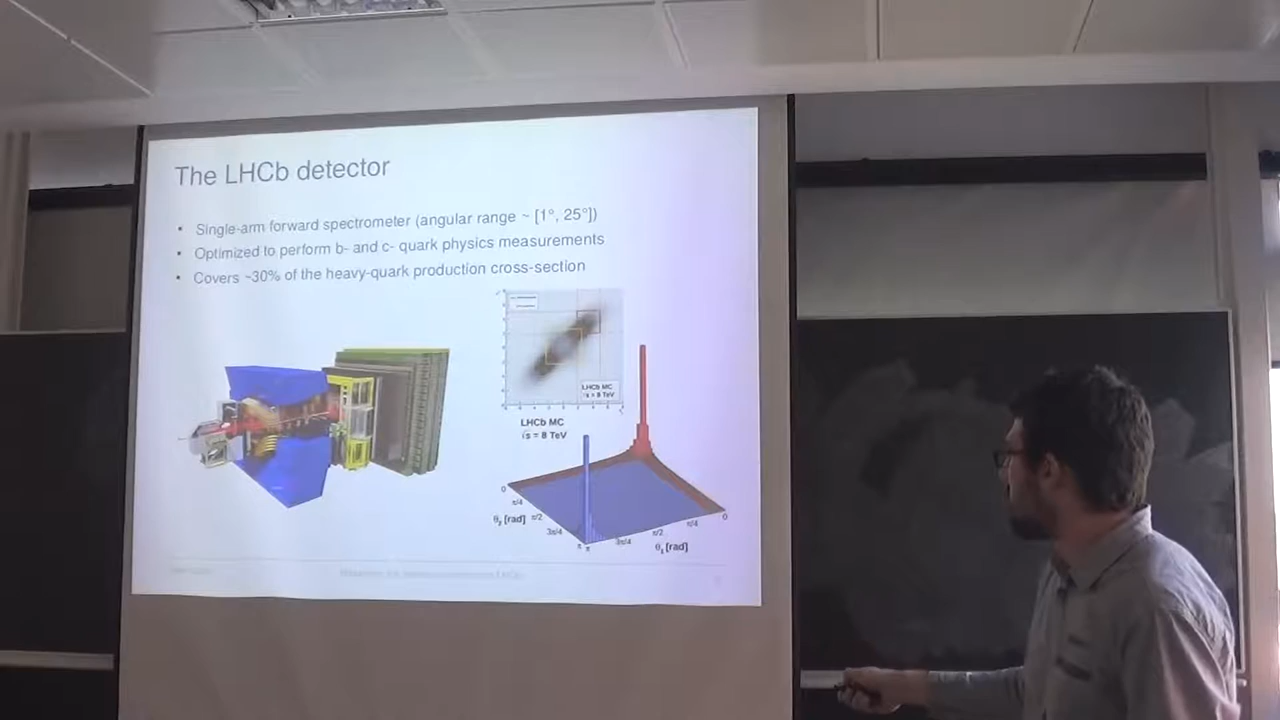 The LHCb detector
• Single-arm forward spectrometer (angular range ~ [1°, 25°])
• Optimized to perform b- and c- quark physics measurements
• Covers ~30% of the heavy-quark production cross-section
LHCb MC
√s = 8 TeV
LHCb MC
√s = 8 TeV
0
π/4
θ₂ [rad] π/2
3π/4
π π
3π/4
π/2
π/4
0
θ₁ [rad]